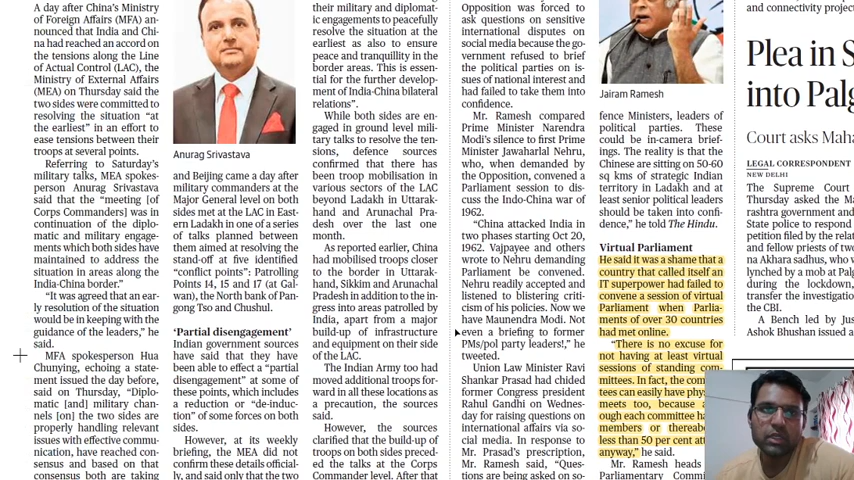 A day after China's Ministry
of Foreign Affairs (MFA) an-
nounced that India and Chi-
na had reached an accord on
the tensions along the Line
of Actual Control (LAC), the
Ministry of External Affairs
(MEA) on Thursday said the
two sides were committed to
resolving the situation "at
the earliest" in an effort to
ease tensions between their
troops at several points.
Referring to Saturday's
military talks, MEA spokes-
person Anurag Srivastava
said that the "meeting [of
Corps Commanders] was in
continuation of the diplo-
matic and military engage-
ments which both sides have
maintained to address the
situation in areas along the
India-China border."
"It was agreed that an ear-
ly resolution of the situation
would be in keeping with the
guidance of the leaders," he
said.
MFA spokesperson Hua
Chunying, echoing a state-
ment issued the day before,
said on Thursday, "Diplo-
matic [and] military chan-
nels [on] the two sides are
properly handling relevant
issues with effective commu-
nication, have reached con-
sensus and based on that
consensus both are taking
Anurag Srivastava
and Beijing came a day after
military commanders at the
Major General level on both
sides met at the LAC in East-
ern Ladakh in one of a series
of talks planned between
them aimed at resolving the
stand-off at five identified
"conflict points": Patrolling
Points 14, 15 and 17 (at Gal-
wan), the North bank of Pan-
gong Tso and Chushul.
'Partial disengagement'
Indian government sources
have said that they have
been able to effect a "partial
disengagement" at some of
these points, which includes
a reduction or "de-induc-
tion" of some forces on both
sides.
However, at its weekly
briefing, the MEA did not
confirm these details official-
ly, and said only that the two
their military and diplomat-
ic engagements to peacefully
resolve the situation at the
earliest as also to ensure
peace and tranquillity in the
border areas. This is essen-
tial for the further develop-
ment of India-China bilateral
relations".
While both sides are en-
gaged in ground level mili-
tary talks to resolve the ten-
sions, defence sources
confirmed that there has
been troop mobilisation in
various sectors of the LAC
beyond Ladakh in Uttarak-
hand and Arunachal Pra-
desh over the last one
month.
As reported earlier, China
had mobilised troops closer
to the border in Uttarak-
hand, Sikkim and Arunachal
Pradesh in addition to the in-
gress into areas patrolled by
India, apart from a major
build-up of infrastructure
and equipment on their side
of the LAC.
The Indian Army too had
moved additional troops for-
ward in all these locations as
a precaution, the sources
said.
However, the sources
clarified that the build-up of
troops on both sides preced-
ed the talks at the Corps
Commander level. After that
Opposition was forced to
ask questions on sensitive
international disputes on
social media because the go-
vernment refused to brief
the political parties on is-
sues of national interest and
had failed to take them into
confidence.
Mr. Ramesh compared
Prime Minister Narendra
Modi's silence to first Prime
Minister Jawaharlal Nehru,
who, when demanded by
the Opposition, convened a
Parliament session to dis-
cuss the Indo-China war of
1962.
"China attacked India in
two phases starting Oct 20,
1962. Vajpayee and others
wrote to Nehru demanding
Parliament be convened.
Nehru readily accepted and
listened to blistering critic-
ism of his policies. Now we
have Maunendra Modi. Not
even a briefing to former
PMs/pol party leaders!," he
tweeted.
Union Law Minister Ravi
Shankar Prasad had chided
former Congress president
Rahul Gandhi on Wednes-
day for raising questions on
international affairs via so-
cial media. In response to
Mr. Prasad's prescription,
Mr. Ramesh said, "Ques-
tions are being asked on so-
Jairam Ramesh
fence Ministers, leaders of
political parties. These
could be in-camera brief-
ings. The reality is that the
Chinese are sitting on 50-60
sq kms of strategic Indian
territory in Ladakh and at
least senior political leaders
should be taken into confi-
dence," he told The Hindu.
Virtual Parliament
He said it was a shame that a
country that called itself an
IT superpower had failed to
convene a session of virtual
Parliament when Parlia-
ments of over 30 countries
had met online.
"There is no excuse for
not having at least virtual
sessions of standing com-
mittees. In fact, the com
tees can easily have phys
meets too, because a
ough each committee ha
members or thereabo
less than 50 per cent att
anyway," he said.
Mr. Ramesh heads
Parliamentary Commi
and connectivity project
Plea in S
into Palg
Court asks Maha
LEGAL CORRESPONDENT
NEW DELHI
The Supreme Court
Thursday asked the Ma
rashtra government and
State police to respond
petition filed by the relat
and fellow priests of two
na Akhara sadhus, who w
lynched by a mob at Palg
during the lockdown,
transfer the investigatio
the CBI.
A Bench led by Jus
Ashok Bhushan issued a